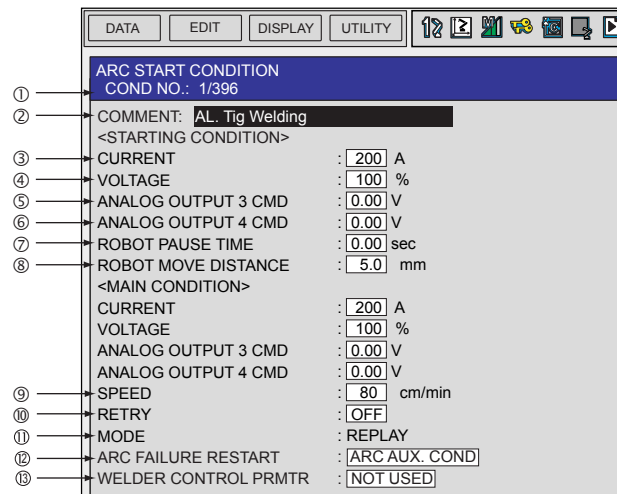 DATA EDIT DISPLAY UTILITY
ARC START CONDITION
① COND NO.: 1/396
② COMMENT: AL. Tig Welding
<STARTING CONDITION>
③ CURRENT : 200 A
④ VOLTAGE : 100 %
⑤ ANALOG OUTPUT 3 CMD : 0.00 V
⑥ ANALOG OUTPUT 4 CMD : 0.00 V
⑦ ROBOT PAUSE TIME : 0.00 sec
⑧ ROBOT MOVE DISTANCE : 5.0 mm
<MAIN CONDITION>
CURRENT : 200 A
VOLTAGE : 100 %
ANALOG OUTPUT 3 CMD : 0.00 V
ANALOG OUTPUT 4 CMD : 0.00 V
⑨ SPEED : 80 cm/min
⑩ RETRY : OFF
⑪ MODE : REPLAY
⑫ ARC FAILURE RESTART : ARC AUX. COND
⑬ WELDER CONTROL PRMTR : NOT USED